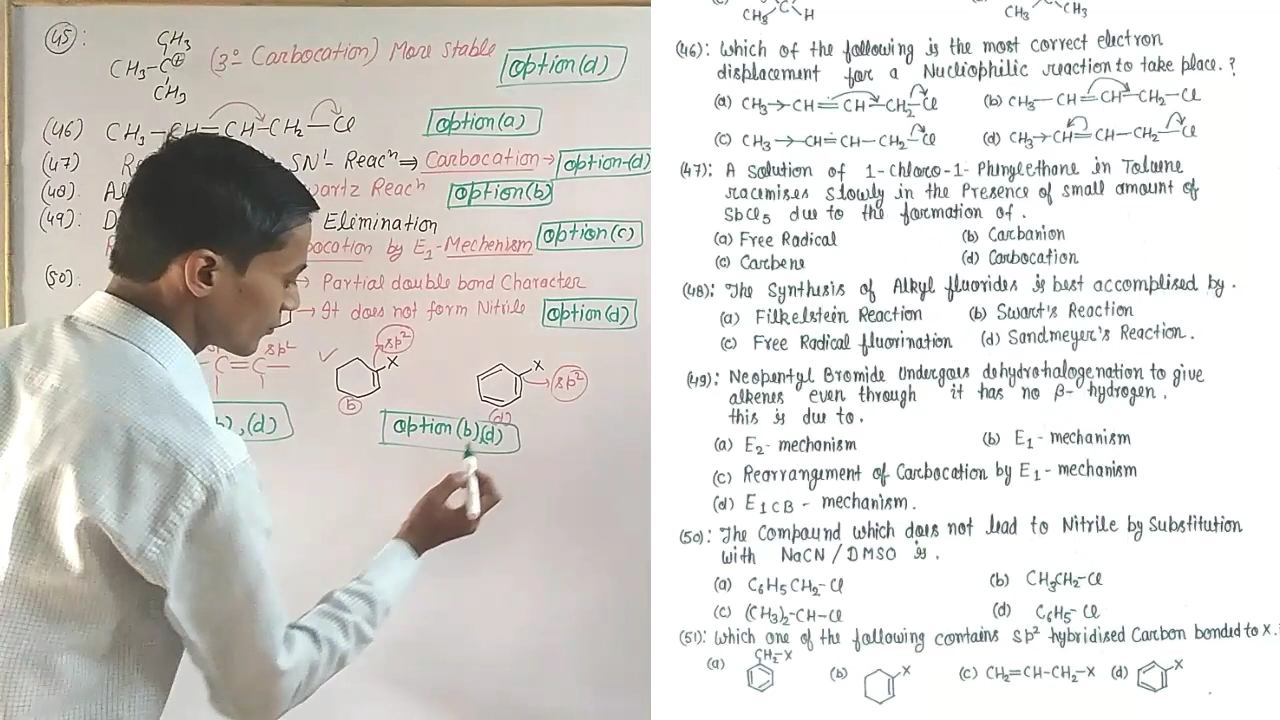 (45):
CH3
CH3-C⊕ (3° Carbocation) More Stable option(d)
CH3
(46) CH3-CH=CH-CH2-Cl option(a)
(47) SN1- Reacn⇒ Carbocation→ option-(d)
(48): Reacn option(b)
(49): Elimination
by E1-Mechenism option(c)
(50): → Partial double bond Character
→ It does not form Nitrile option(d)
sp2 sp2 X X
C=C sp2
(b) (d)
,(d) option(b)(d)
CH3 C H CH3 CH3
(46): Which of the following is the most correct electron
displacement for a Nucliophilic reaction to take place.?
(a) CH3→CH=CH-CH2-Cl (b) CH3-CH=CH-CH2-Cl
(c) CH3→CH=CH-CH2-Cl (d) CH3→CH=CH-CH2-Cl
(47): A solution of 1-chloro-1-Phinylethane in Toluene
racemises slowly in the Presence of small amount of
SbCl5 due to the formation of.
(a) Free Radical (b) Carbanion
(c) Carbene (d) Carbocation
(48): The Synthesis of Alkyl fluorides is best accomplised by.
(a) Filkelstein Reaction (b) Swart's Reaction
(c) Free Radical fluorination (d) Sandmeyer's Reaction.
(49): Neopentyl Bromide Undergoes dehydrohalogenation to give
alkenes even through it has no β- hydrogen.
this is due to.
(a) E2- mechanism (b) E1- mechanism
(c) Rearrangement of Carbocation by E1- mechanism
(d) E1CB - mechanism.
(50): The Compound which does not lead to Nitrile by Substitution
with NaCN / DMSO is.
(a) C6H5CH2-Cl (b) CH3CH2-Cl
(c) (CH3)2-CH-Cl (d) C6H5-Cl
(51): Which one of the following contains sp2 hybridised Carbon bonded to X.
(a) CH2-X (b) X (c) CH2=CH-CH2-X (d) X